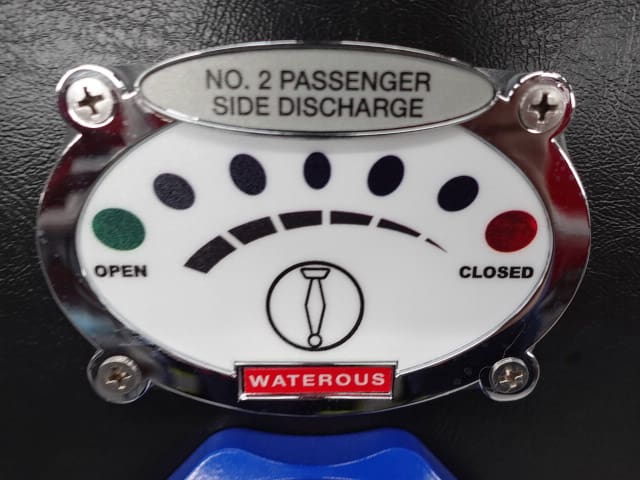 NO. 2 PASSENGER
SIDE DISCHARGE
OPEN
CLOSED
WATEROUS